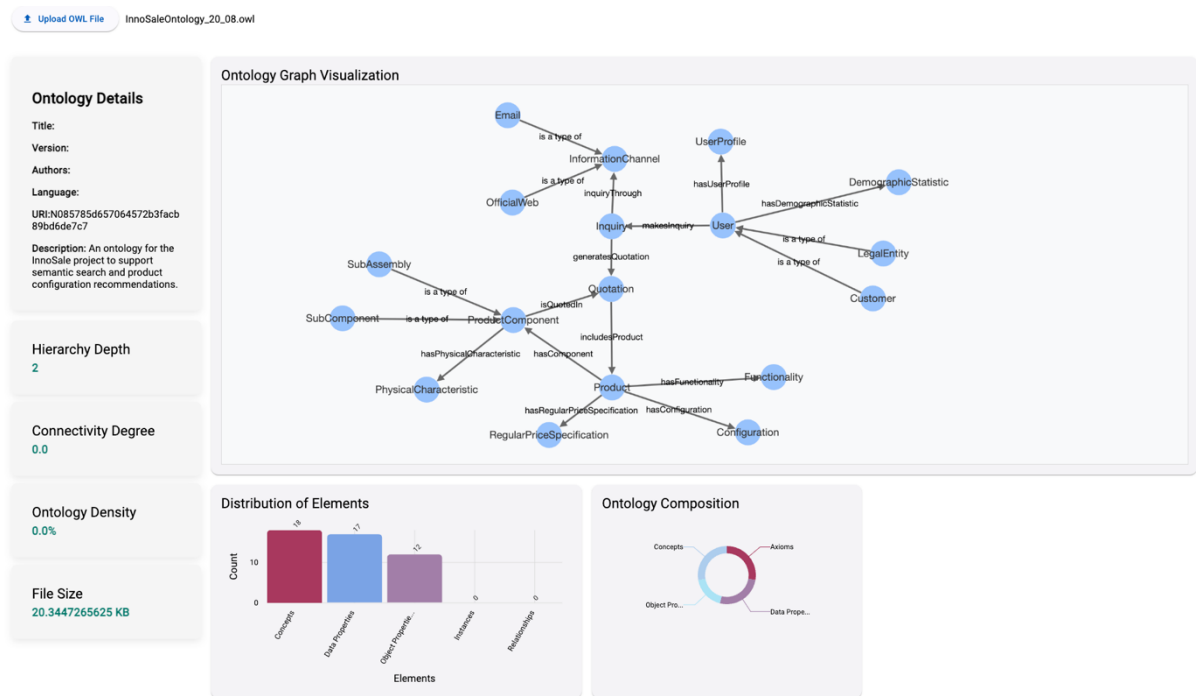 Upload OWL File InnoSaleOntology_20_08.owl
Ontology Details
Title:
Version:
Authors:
Language:
URI:N085785d657064572b3facb
89bd6de7c7
Description: An ontology for the
InnoSale project to support
semantic search and product
configuration recommendations.
Hierarchy Depth
2
Connectivity Degree
0.0
Ontology Density
0.0%
File Size
20.3447265625 KB
Ontology Graph Visualization
Email
is a type of
InformationChannel
is a type of
OfficialWeb
inquiryThrough
UserProfile
hasUserProfile
DemographicStatistic
hasDemographicStatistic
Inquiry
makesInquiry
User
is a type of
LegalEntity
is a type of
Customer
generatesQuotation
SubAssembly
is a type of
Quotation
isQuotedIn
SubComponent
is a type of
ProductComponent
includesProduct
hasPhysicalCharacteristic
hasComponent
PhysicalCharacteristic
Product
hasFunctionality
Functionality
hasRegularPriceSpecification
hasConfiguration
RegularPriceSpecification
Configuration
Distribution of Elements
Count
10
0
18
17
12
0
0
Concepts
Data Properties
Object Propertie...
Instances
Relationships
Elements
Ontology Composition
Concepts
Axioms
Object Pro...
Data Prope...